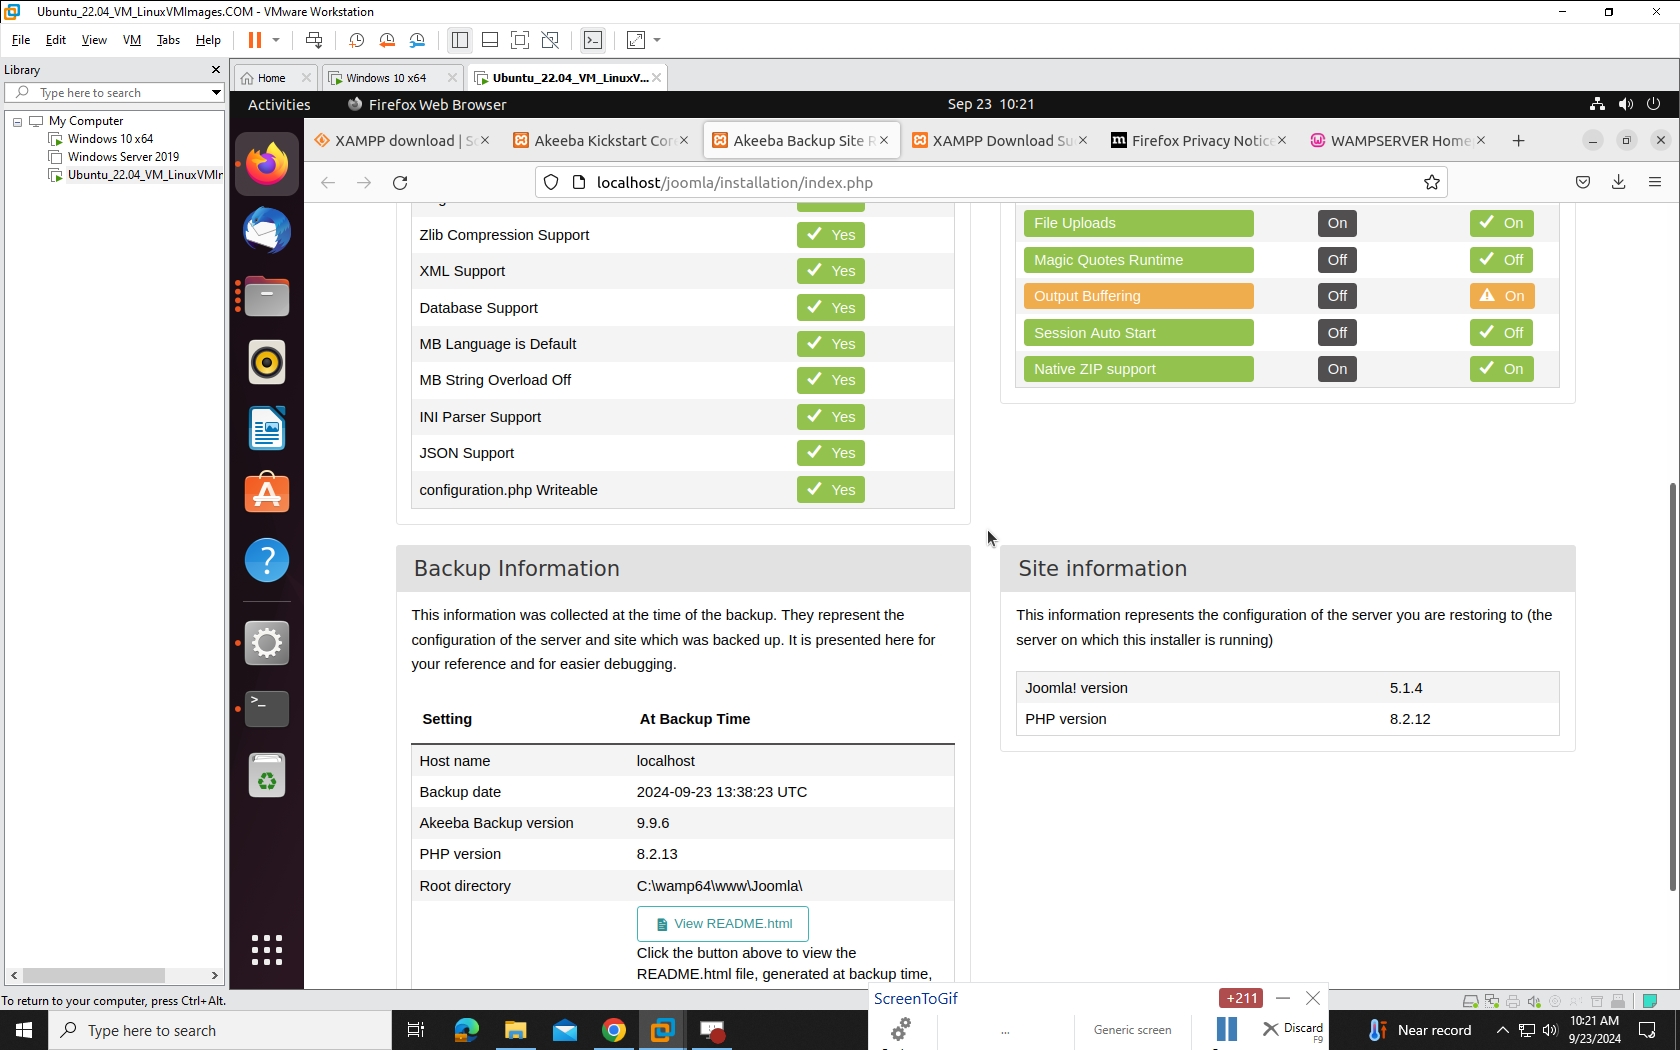 Ubuntu_22.04_VM_LinuxVMImages.COM - VMware Workstation
File Edit View VM Tabs Help
Library
Type here to search
My Computer
Windows 10 x64
Windows Server 2019
Ubuntu_22.04_VM_LinuxVMIr
Home
Windows 10 x64
Ubuntu_22.04_VM_LinuxV...
Activities
Firefox Web Browser
Sep 23 10:21
XAMPP download | S
Akeeba Kickstart Cor
Akeeba Backup Site R
XAMPP Download Su
Firefox Privacy Notice
WAMPSERVER Home
localhost/joomla/installation/index.php
Zlib Compression Support Yes
XML Support Yes
Database Support Yes
MB Language is Default Yes
MB String Overload Off Yes
INI Parser Support Yes
JSON Support Yes
configuration.php Writeable Yes
File Uploads On On
Magic Quotes Runtime Off Off
Output Buffering Off On
Session Auto Start Off Off
Native ZIP support On On
Backup Information
This information was collected at the time of the backup. They represent the
configuration of the server and site which was backed up. It is presented here for
your reference and for easier debugging.
Setting At Backup Time
Host name localhost
Backup date 2024-09-23 13:38:23 UTC
Akeeba Backup version 9.9.6
PHP version 8.2.13
Root directory C:\wamp64\www\Joomla\
View README.html
Click the button above to view the
README.html file, generated at backup time,
Site information
This information represents the configuration of the server you are restoring to (the
server on which this installer is running)
Joomla! version 5.1.4
PHP version 8.2.12
To return to your computer, press Ctrl+Alt.
ScreenToGif
+211
...
Generic screen
Discard
F9
Type here to search
Near record
10:21 AM
9/23/2024